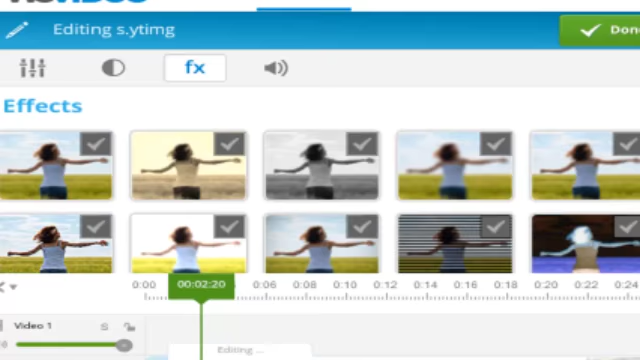 Editing s.ytimg
fx
Effects
0:00 00:02:20 0:06 0:08 0:10 0:12 0:14 0:16 0:18 0:20 0:22 0:24
Video 1 S
Editing ...